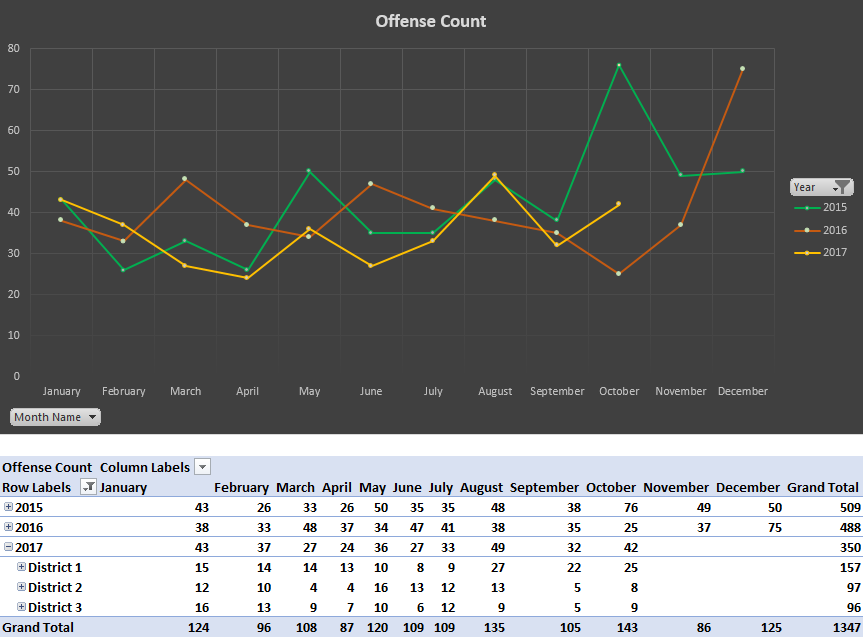 Offense Count
80
70
60
50
40
30
20
10
0
January February March April May June July August September October November December
Year
2015
2016
2017
Month Name
Offense Count Column Labels
Row Labels January February March April May June July August September October November December Grand Total
2015 43 26 33 26 50 35 35 48 38 76 49 50 509
2016 38 33 48 37 34 47 41 38 35 25 37 75 488
2017 43 37 27 24 36 27 33 49 32 42 350
District 1 15 14 14 13 10 8 9 27 22 25 157
District 2 12 10 4 4 16 13 12 13 5 8 97
District 3 16 13 9 7 10 6 12 9 5 9 96
Grand Total 124 96 108 87 120 109 109 135 105 143 86 125 1347